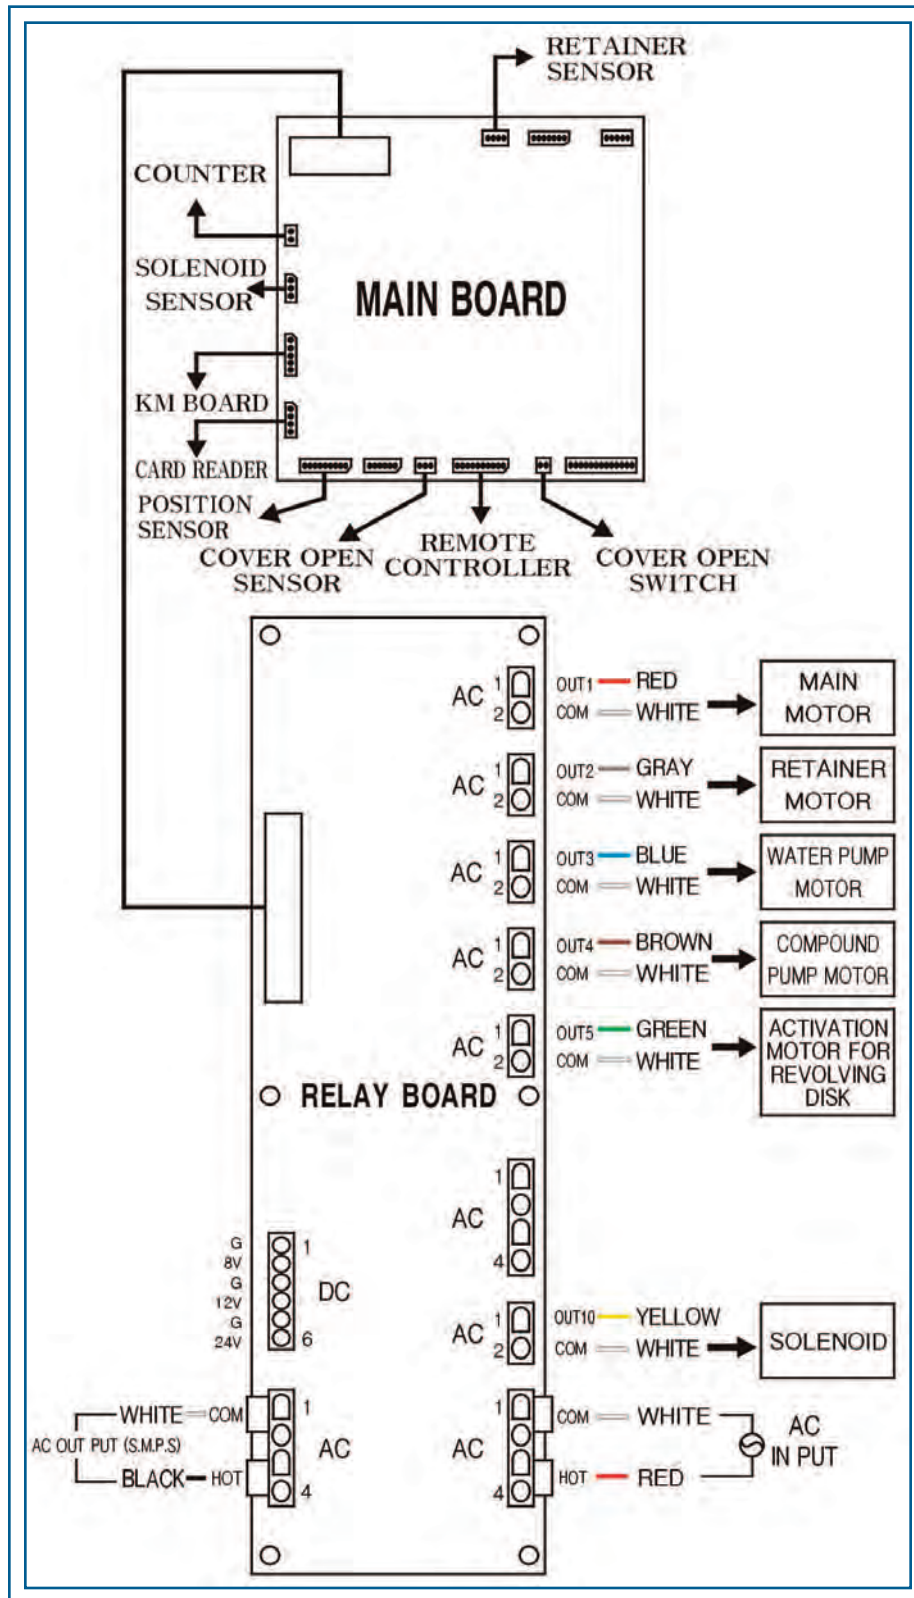 RETAINER
SENSOR
COUNTER
SOLENOID
SENSOR
MAIN BOARD
KM BOARD
CARD READER
POSITION
SENSOR
COVER OPEN
SENSOR
REMOTE
CONTROLLER
COVER OPEN
SWITCH
AC 1 2 OUT1 RED
COM WHITE
MAIN
MOTOR
AC 1 2 OUT2 GRAY
COM WHITE
RETAINER
MOTOR
AC 1 2 OUT3 BLUE
COM WHITE
WATER PUMP
MOTOR
AC 1 2 OUT4 BROWN
COM WHITE
COMPOUND
PUMP MOTOR
AC 1 2 OUT5 GREEN
COM WHITE
ACTIVATION
MOTOR FOR
REVOLVING
DISK
RELAY BOARD
AC 1 4
G
8V
G
12V
G
24V
1 DC 6
AC 1 2 OUT10 YELLOW
COM WHITE
SOLENOID
WHITE COM 1
AC OUT PUT (S.M.P.S)
AC
BLACK HOT 4
AC 1 4
COM WHITE
HOT RED
AC
IN PUT